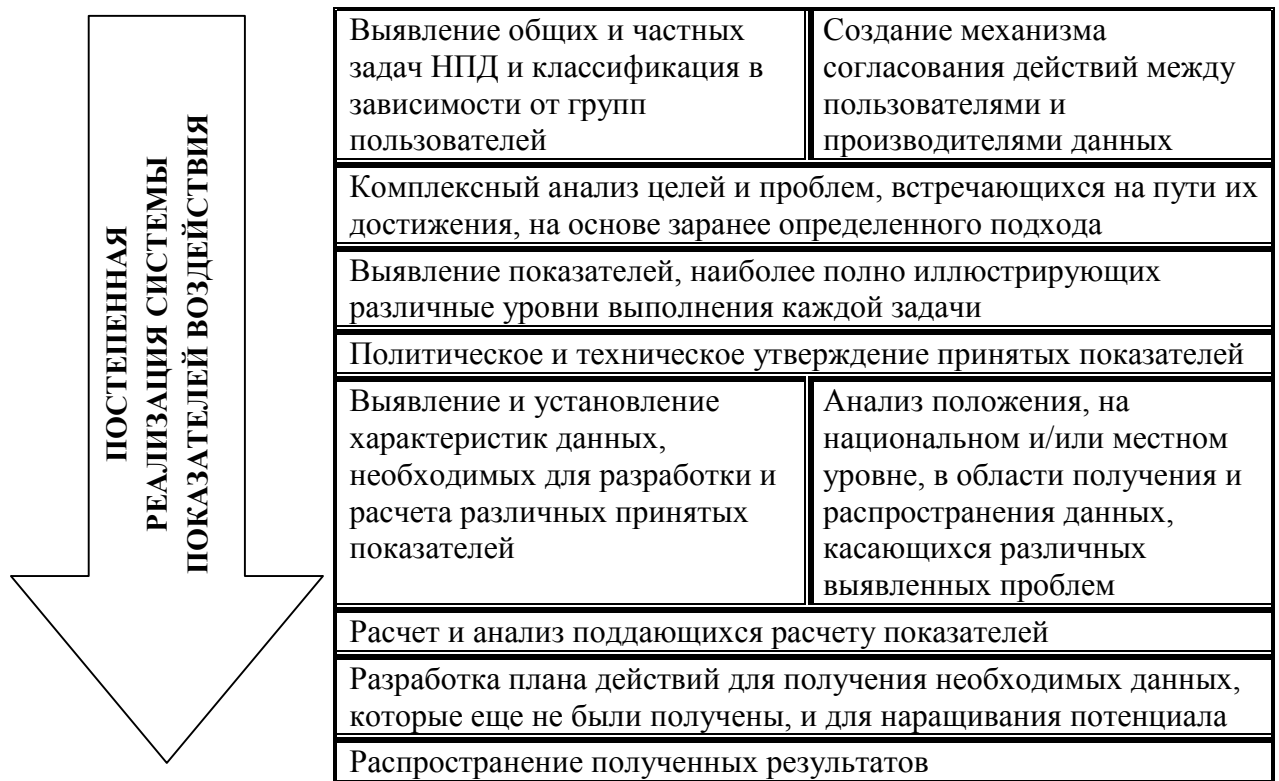 ПОСТЕПЕННАЯ
РЕАЛИЗАЦИЯ СИСТЕМЫ
ПОКАЗАТЕЛЕЙ ВОЗДЕЙСТВИЯ
Выявление общих и частных
задач НПД и классификация в
зависимости от групп
пользователей
Создание механизма
согласования действий между
пользователями и
производителями данных
Комплексный анализ целей и проблем, встречающихся на пути их
достижения, на основе заранее определенного подхода
Выявление показателей, наиболее полно иллюстрирующих
различные уровни выполнения каждой задачи
Политическое и техническое утверждение принятых показателей
Выявление и установление
характеристик данных,
необходимых для разработки и
расчета различных принятых
показателей
Анализ положения, на
национальном и/или местном
уровне, в области получения и
распространения данных,
касающихся различных
выявленных проблем
Расчет и анализ поддающихся расчету показателей
Разработка плана действий для получения необходимых данных,
которые еще не были получены, и для наращивания потенциала
Распространение полученных результатов